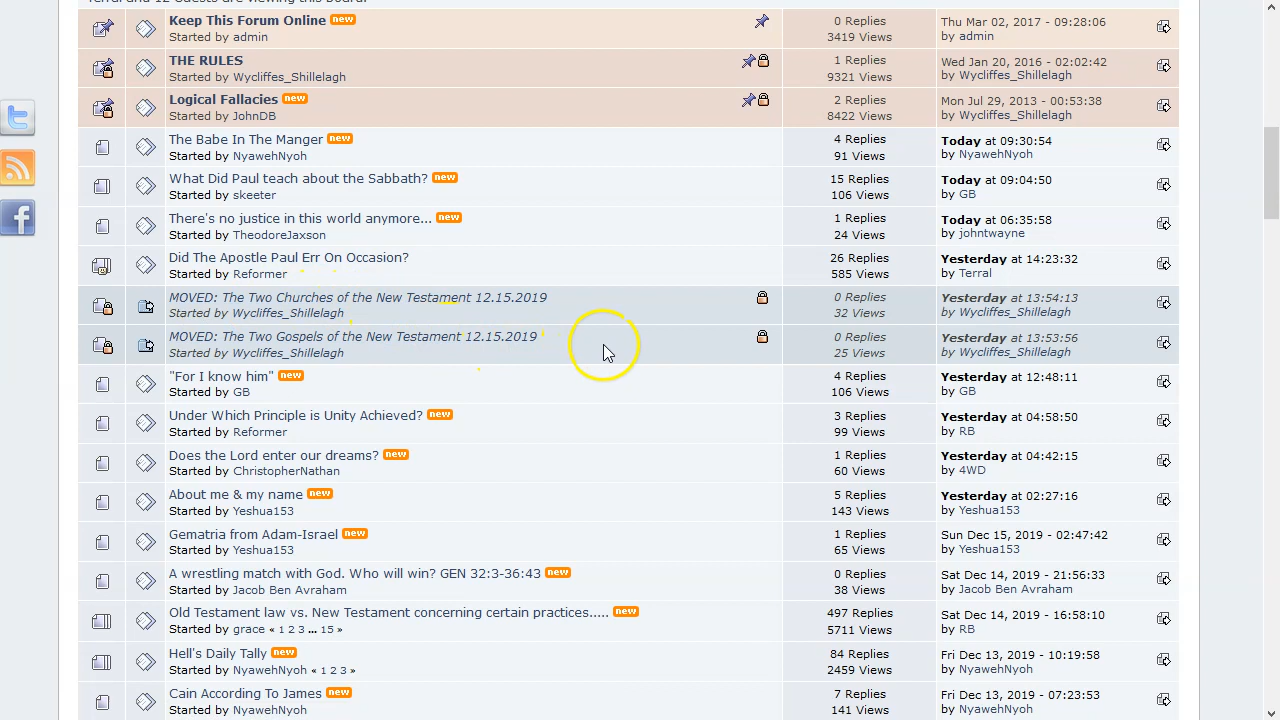 Keep This Forum Online new
Started by admin
0 Replies
3419 Views
Thu Mar 02, 2017 - 09:28:06
by admin
THE RULES
Started by Wycliffes_Shillelagh
1 Replies
9321 Views
Wed Jan 20, 2016 - 02:02:42
by Wycliffes_Shillelagh
Logical Fallacies new
Started by JohnDB
2 Replies
8422 Views
Mon Jul 29, 2013 - 00:53:38
by Wycliffes_Shillelagh
The Babe In The Manger new
Started by NyawehNyoh
4 Replies
91 Views
Today at 09:30:54
by NyawehNyoh
What Did Paul teach about the Sabbath? new
Started by skeeter
15 Replies
106 Views
Today at 09:04:50
by GB
There's no justice in this world anymore... new
Started by TheodoreJaxson
1 Replies
24 Views
Today at 06:35:58
by johntwayne
Did The Apostle Paul Err On Occasion?
Started by Reformer
26 Replies
585 Views
Yesterday at 14:23:32
by Terral
MOVED: The Two Churches of the New Testament 12.15.2019
Started by Wycliffes_Shillelagh
0 Replies
32 Views
Yesterday at 13:54:13
by Wycliffes_Shillelagh
MOVED: The Two Gospels of the New Testament 12.15.2019
Started by Wycliffes_Shillelagh
0 Replies
25 Views
Yesterday at 13:53:56
by Wycliffes_Shillelagh
"For I know him" new
Started by GB
4 Replies
106 Views
Yesterday at 12:48:11
by GB
Under Which Principle is Unity Achieved? new
Started by Reformer
3 Replies
99 Views
Yesterday at 04:58:50
by RB
Does the Lord enter our dreams? new
Started by ChristopherNathan
1 Replies
60 Views
Yesterday at 04:42:15
by 4WD
About me & my name new
Started by Yeshua153
5 Replies
143 Views
Yesterday at 02:27:16
by Yeshua153
Gematria from Adam-Israel new
Started by Yeshua153
1 Replies
65 Views
Sun Dec 15, 2019 - 02:47:42
by Yeshua153
A wrestling match with God. Who will win? GEN 32:3-36:43 new
Started by Jacob Ben Avraham
0 Replies
38 Views
Sat Dec 14, 2019 - 21:56:33
by Jacob Ben Avraham
Old Testament law vs. New Testament concerning certain practices..... new
Started by grace « 1 2 3 ... 15 »
497 Replies
5711 Views
Sat Dec 14, 2019 - 16:58:10
by RB
Hell's Daily Tally new
Started by NyawehNyoh « 1 2 3 »
84 Replies
2459 Views
Fri Dec 13, 2019 - 10:19:58
by NyawehNyoh
Cain According To James new
Started by NyawehNyoh
7 Replies
141 Views
Fri Dec 13, 2019 - 07:23:53
by NyawehNyoh